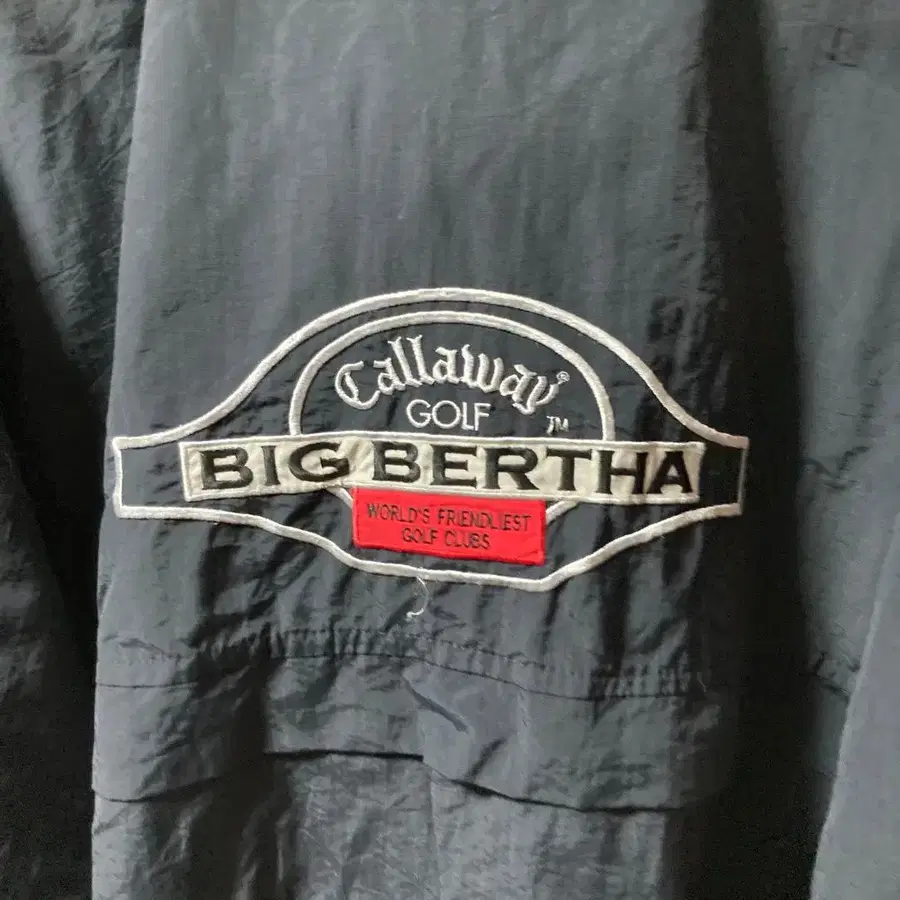 Callaway®
GOLF ™
BIG BERTHA
WORLD'S FRIENDLIEST
GOLF CLUBS